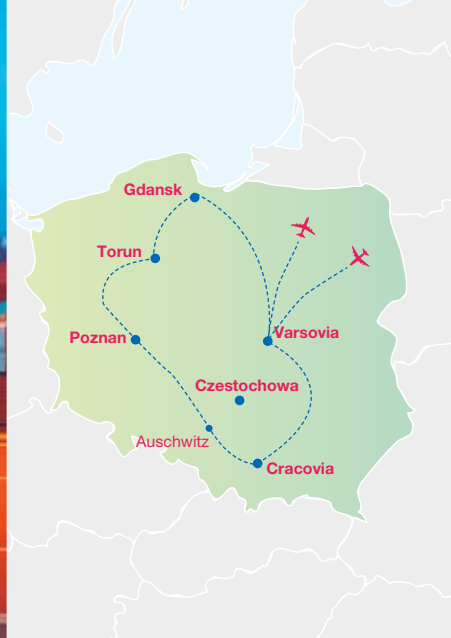 Gdansk
Torun
Poznan
Varsovia
Czestochowa
Auschwitz
Cracovia